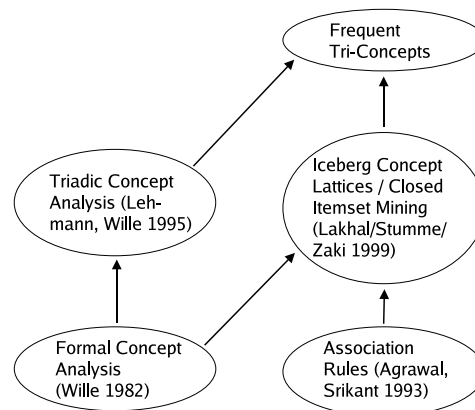 Frequent
Tri-Concepts
Triadic Concept
Analysis (Leh-
mann, Wille 1995)
Iceberg Concept
Lattices / Closed
Itemset Mining
(Lakhal/Stumme/
Zaki 1999)
Formal Concept
Analysis
(Wille 1982)
Association
Rules (Agrawal,
Srikant 1993)